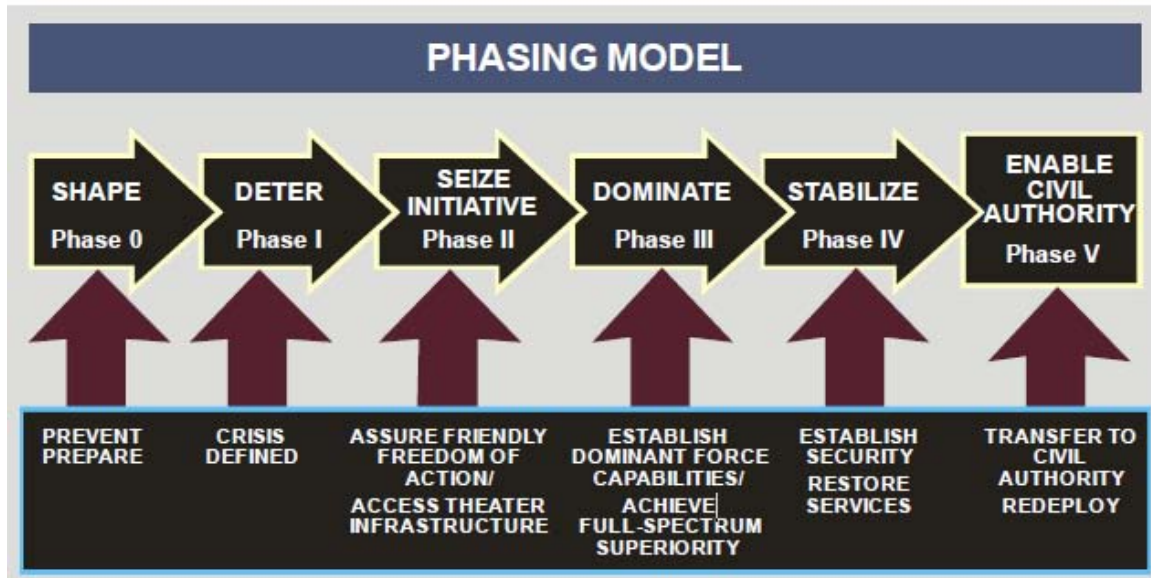 PHASING MODEL
SHAPE
Phase 0
DETER
Phase I
SEIZE
INITIATIVE
Phase II
DOMINATE
Phase III
STABILIZE
Phase IV
ENABLE
CIVIL
AUTHORITY
Phase V
PREVENT
PREPARE
CRISIS
DEFINED
ASSURE FRIENDLY
FREEDOM OF
ACTION/
ACCESS THEATER
INFRASTRUCTURE
ESTABLISH
DOMINANT FORCE
CAPABILITIES/
ACHIEVE
FULL-SPECTRUM
SUPERIORITY
ESTABLISH
SECURITY
RESTORE
SERVICES
TRANSFER TO
CIVIL
AUTHORITY
REDEPLOY